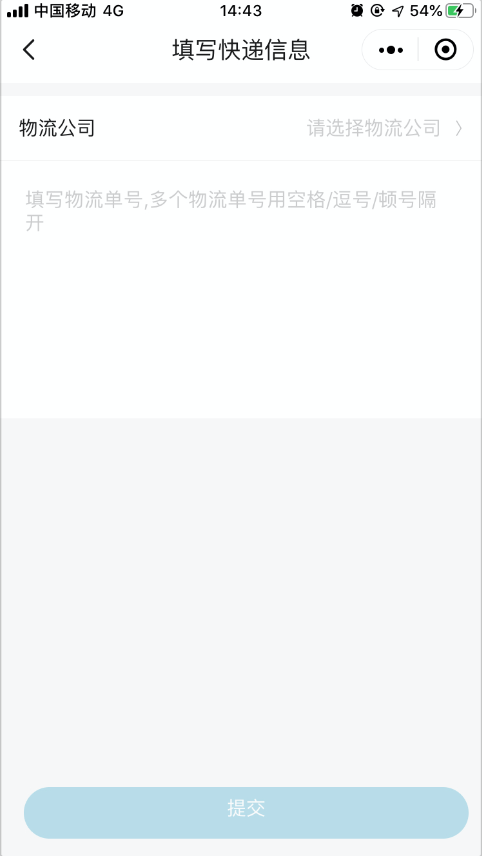 中国移动 4G 14:43 54%
填写快递信息
物流公司 请选择物流公司
填写物流单号,多个物流单号用空格/逗号/顿号隔
开
提交